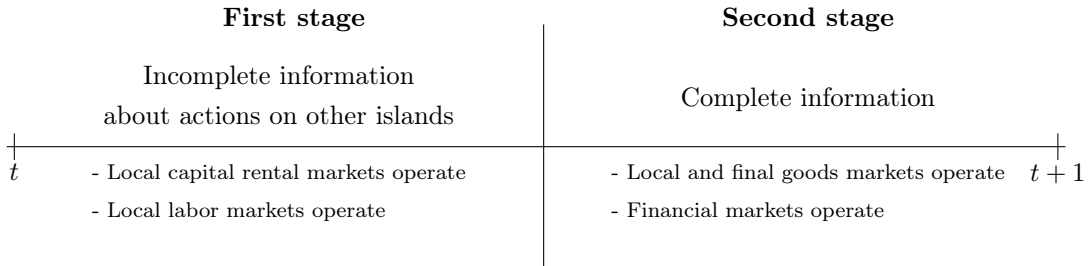 First stage
Second stage
Incomplete information
about actions on other islands
Complete information
t
- Local capital rental markets operate
- Local labor markets operate
- Local and final goods markets operate
- Financial markets operate
t + 1